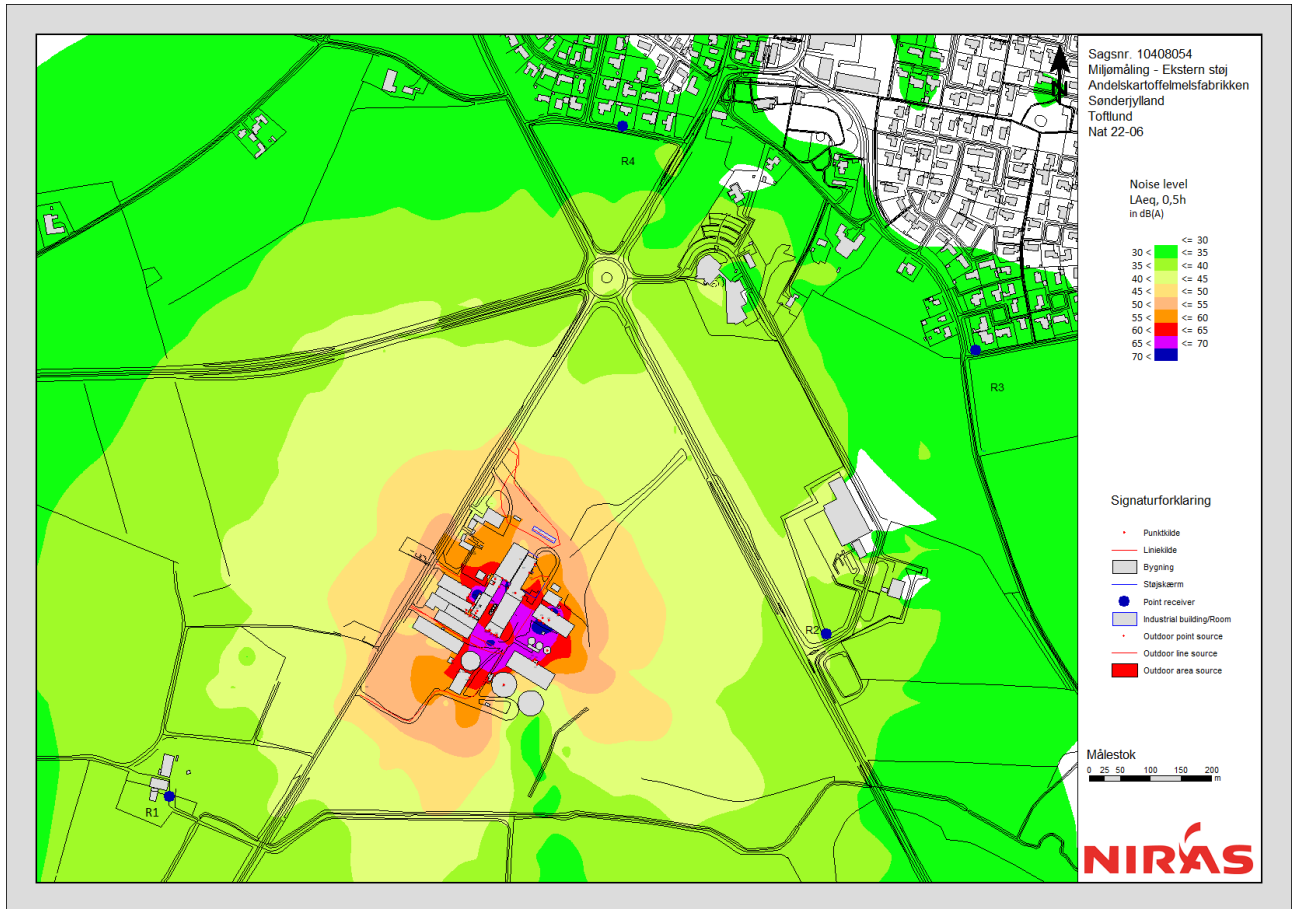 Sagsnr. 10408054
Miljømåling - Ekstern støj
Andelskartoffelmelsfabrikken
Sønderjylland
Toftlund
Nat 22-06
Noise level
LAeq, 0,5h
in dB(A)
<= 30
30 < <= 35
35 < <= 40
40 < <= 45
45 < <= 50
50 < <= 55
55 < <= 60
60 < <= 65
65 < <= 70
70 <
R4
R3
R2
R1
Signaturforklaring
Punktkilde
Liniekilde
Bygning
Støjskærm
Point receiver
Industrial building/Room
Outdoor point source
Outdoor line source
Outdoor area source
Målestok
0 25 50 100 150 200
m
NIRAS